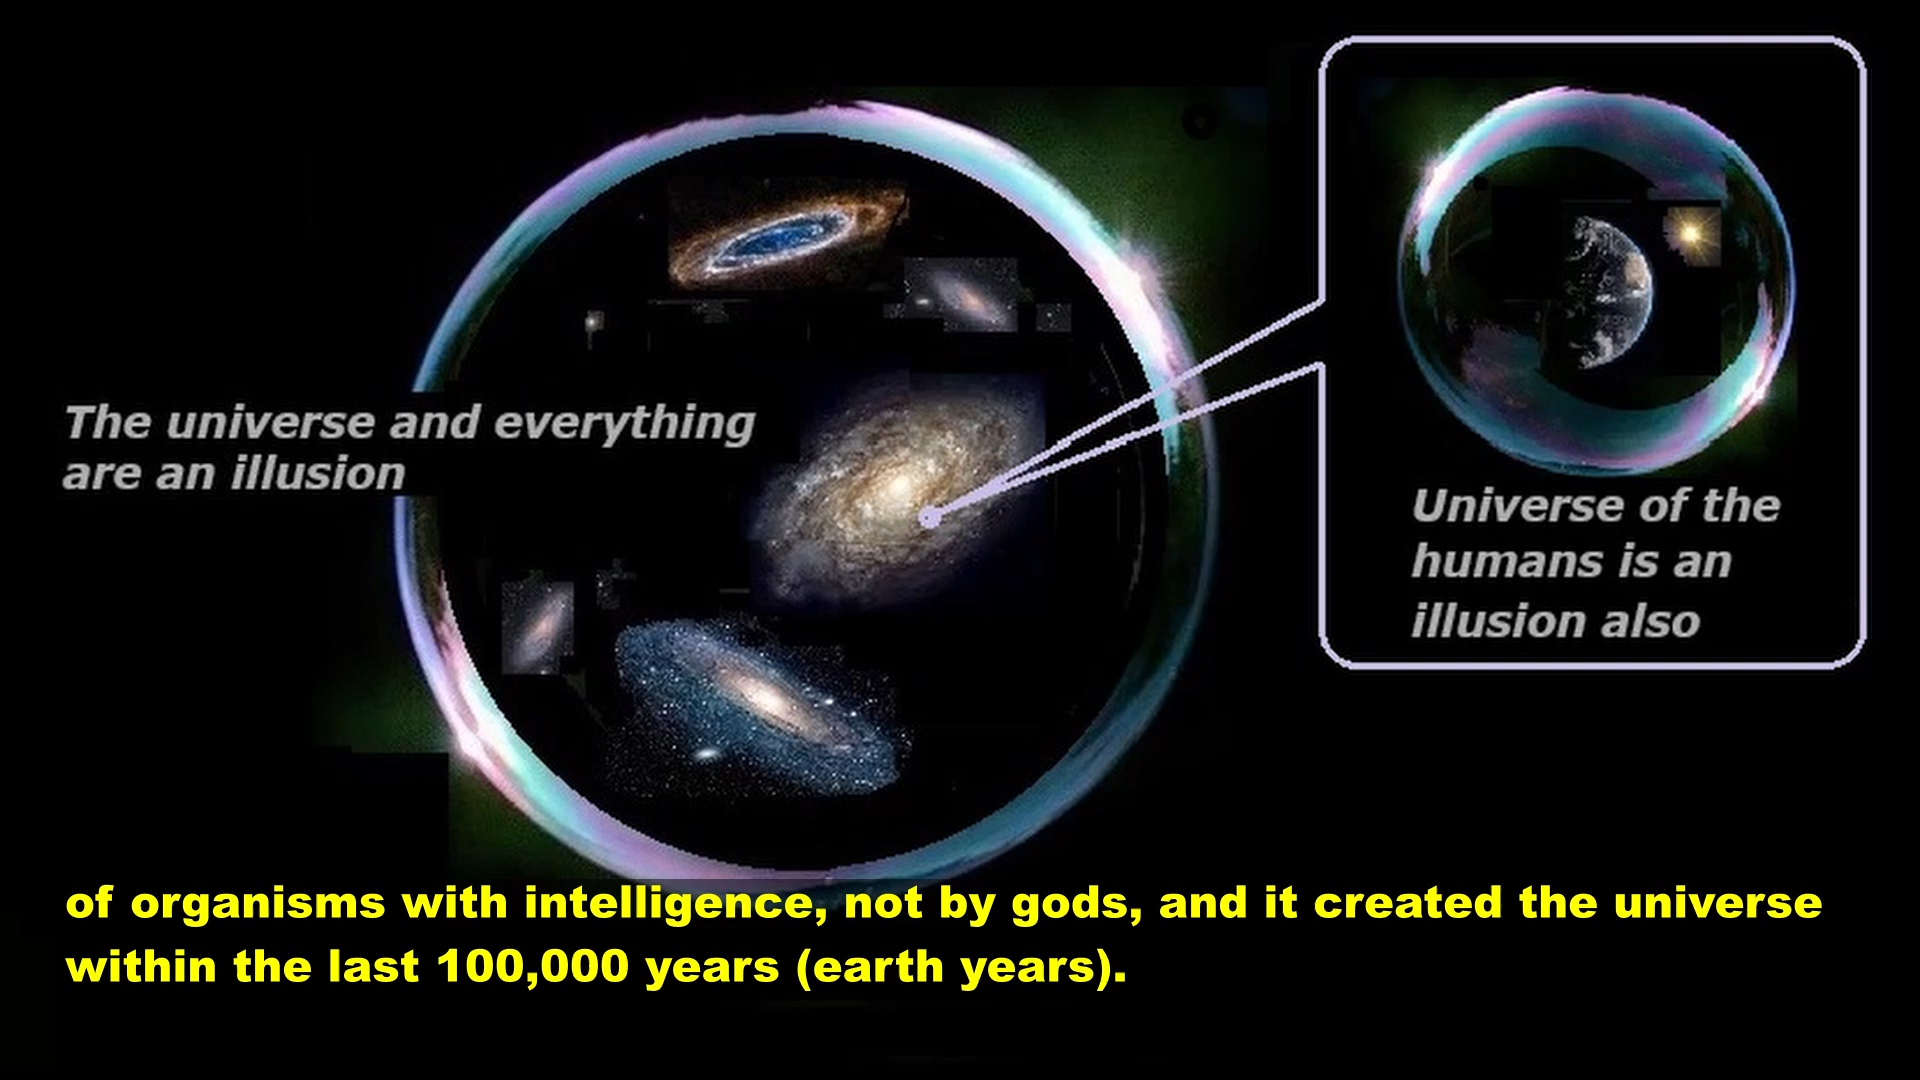 The universe and everything
are an illusion
Universe of the
humans is an
illusion also
of organisms with intelligence, not by gods, and it created the universe
within the last 100,000 years (earth years).